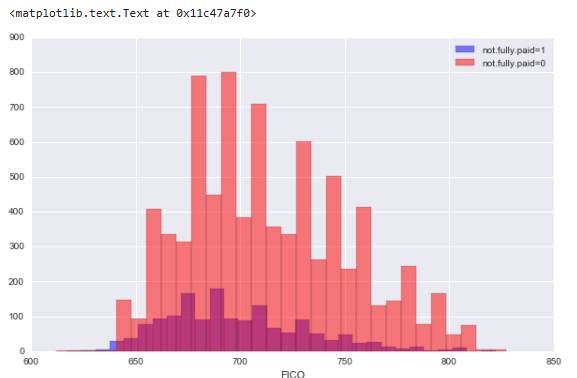 <matplotlib.text.Text at 0x11c47a7f0>
900
not.fully.paid=1
not.fully.paid=0
800
700
600
500
400
300
200
100
0
600 650 700 750 800 850
FICO